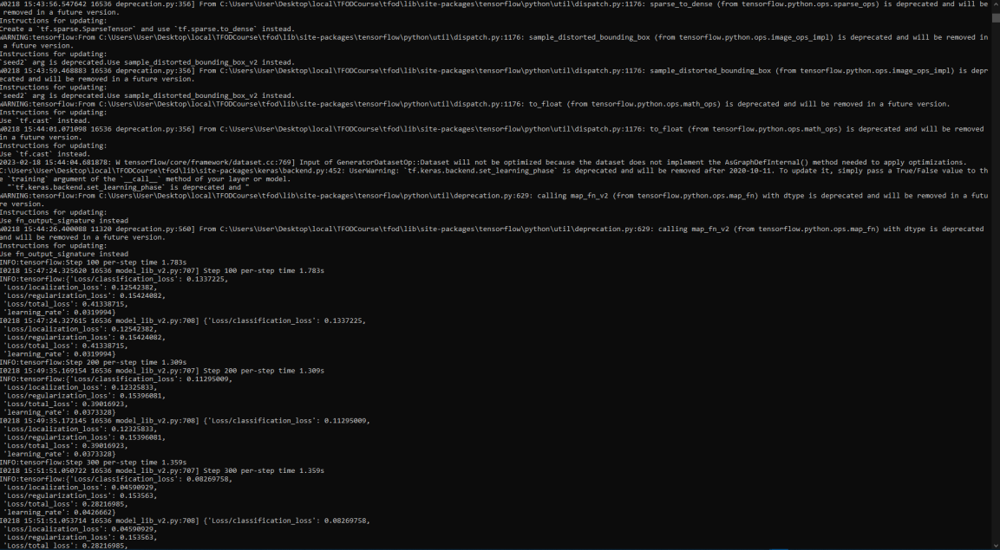 W0218 15:43:56.547642 16536 deprecation.py:356] From C:\Users\User\Desktop\local\TFODCourse\tfod\lib\site-packages\tensorflow\python\util\dispatch.py:1176: sparse_to_dense (from tensorflow.python.ops.sparse_ops) is deprecated and will be
 removed in a future version.
Instructions for updating:
Create a `tf.sparse.SparseTensor` and use `tf.sparse.to_dense` instead.
WARNING:tensorflow:From C:\Users\User\Desktop\local\TFODCourse\tfod\lib\site-packages\tensorflow\python\util\dispatch.py:1176: sample_distorted_bounding_box (from tensorflow.python.ops.image_ops_impl) is deprecated and will be removed in
 a future version.
Instructions for updating:
`seed2` arg is deprecated.Use sample_distorted_bounding_box_v2 instead.
W0218 15:43:59.468883 16536 deprecation.py:356] From C:\Users\User\Desktop\local\TFODCourse\tfod\lib\site-packages\tensorflow\python\util\dispatch.py:1176: sample_distorted_bounding_box (from tensorflow.python.ops.image_ops_impl) is depr
ecated and will be removed in a future version.
Instructions for updating:
`seed2` arg is deprecated.Use sample_distorted_bounding_box_v2 instead.
WARNING:tensorflow:From C:\Users\User\Desktop\local\TFODCourse\tfod\lib\site-packages\tensorflow\python\util\dispatch.py:1176: to_float (from tensorflow.python.ops.math_ops) is deprecated and will be removed in a future version.
Instructions for updating:
Use `tf.cast` instead.
W0218 15:44:01.071098 16536 deprecation.py:356] From C:\Users\User\Desktop\local\TFODCourse\tfod\lib\site-packages\tensorflow\python\util\dispatch.py:1176: to_float (from tensorflow.python.ops.math_ops) is deprecated and will be removed
in a future version.
Instructions for updating:
Use `tf.cast` instead.
2023-02-18 15:44:04.681878: W tensorflow/core/framework/dataset.cc:769] Input of GeneratorDatasetOp::Dataset will not be optimized because the dataset does not implement the AsGraphDefInternal() method needed to apply optimizations.
C:\Users\User\Desktop\local\TFODCourse\tfod\lib\site-packages\keras\backend.py:452: UserWarning: `tf.keras.backend.set_learning_phase` is deprecated and will be removed after 2020-10-11. To update it, simply pass a True/False value to th
e `training` argument of the `__call__` method of your layer or model.
  "`tf.keras.backend.set_learning_phase` is deprecated and "
WARNING:tensorflow:From C:\Users\User\Desktop\local\TFODCourse\tfod\lib\site-packages\tensorflow\python\util\deprecation.py:629: calling map_fn_v2 (from tensorflow.python.ops.map_fn) with dtype is deprecated and will be removed in a futu
re version.
Instructions for updating:
Use fn_output_signature instead
W0218 15:44:26.400088 11320 deprecation.py:560] From C:\Users\User\Desktop\local\TFODCourse\tfod\lib\site-packages\tensorflow\python\util\deprecation.py:629: calling map_fn_v2 (from tensorflow.python.ops.map_fn) with dtype is deprecated
and will be removed in a future version.
Instructions for updating:
Use fn_output_signature instead
INFO:tensorflow:Step 100 per-step time 1.783s
I0218 15:47:24.325620 16536 model_lib_v2.py:707] Step 100 per-step time 1.783s
INFO:tensorflow:{'Loss/classification_loss': 0.1337225,
 'Loss/localization_loss': 0.12542382,
 'Loss/regularization_loss': 0.15424082,
 'Loss/total_loss': 0.41338715,
 'learning_rate': 0.0319994}
I0218 15:47:24.327615 16536 model_lib_v2.py:708] {'Loss/classification_loss': 0.1337225,
 'Loss/localization_loss': 0.12542382,
 'Loss/regularization_loss': 0.15424082,
 'Loss/total_loss': 0.41338715,
 'learning_rate': 0.0319994}
INFO:tensorflow:Step 200 per-step time 1.309s
I0218 15:49:35.169154 16536 model_lib_v2.py:707] Step 200 per-step time 1.309s
INFO:tensorflow:{'Loss/classification_loss': 0.11295009,
 'Loss/localization_loss': 0.12325833,
 'Loss/regularization_loss': 0.15396081,
 'Loss/total_loss': 0.39016923,
 'learning_rate': 0.0373328}
I0218 15:49:35.172145 16536 model_lib_v2.py:708] {'Loss/classification_loss': 0.11295009,
 'Loss/localization_loss': 0.12325833,
 'Loss/regularization_loss': 0.15396081,
 'Loss/total_loss': 0.39016923,
 'learning_rate': 0.0373328}
INFO:tensorflow:Step 300 per-step time 1.359s
I0218 15:51:51.050722 16536 model_lib_v2.py:707] Step 300 per-step time 1.359s
INFO:tensorflow:{'Loss/classification_loss': 0.08269758,
 'Loss/localization_loss': 0.04590929,
 'Loss/regularization_loss': 0.153563,
 'Loss/total_loss': 0.28216985,
 'learning_rate': 0.0426662}
I0218 15:51:51.053714 16536 model_lib_v2.py:708] {'Loss/classification_loss': 0.08269758,
 'Loss/localization_loss': 0.04590929,
 'Loss/regularization_loss': 0.153563,
 'Loss/total_loss': 0.28216985,